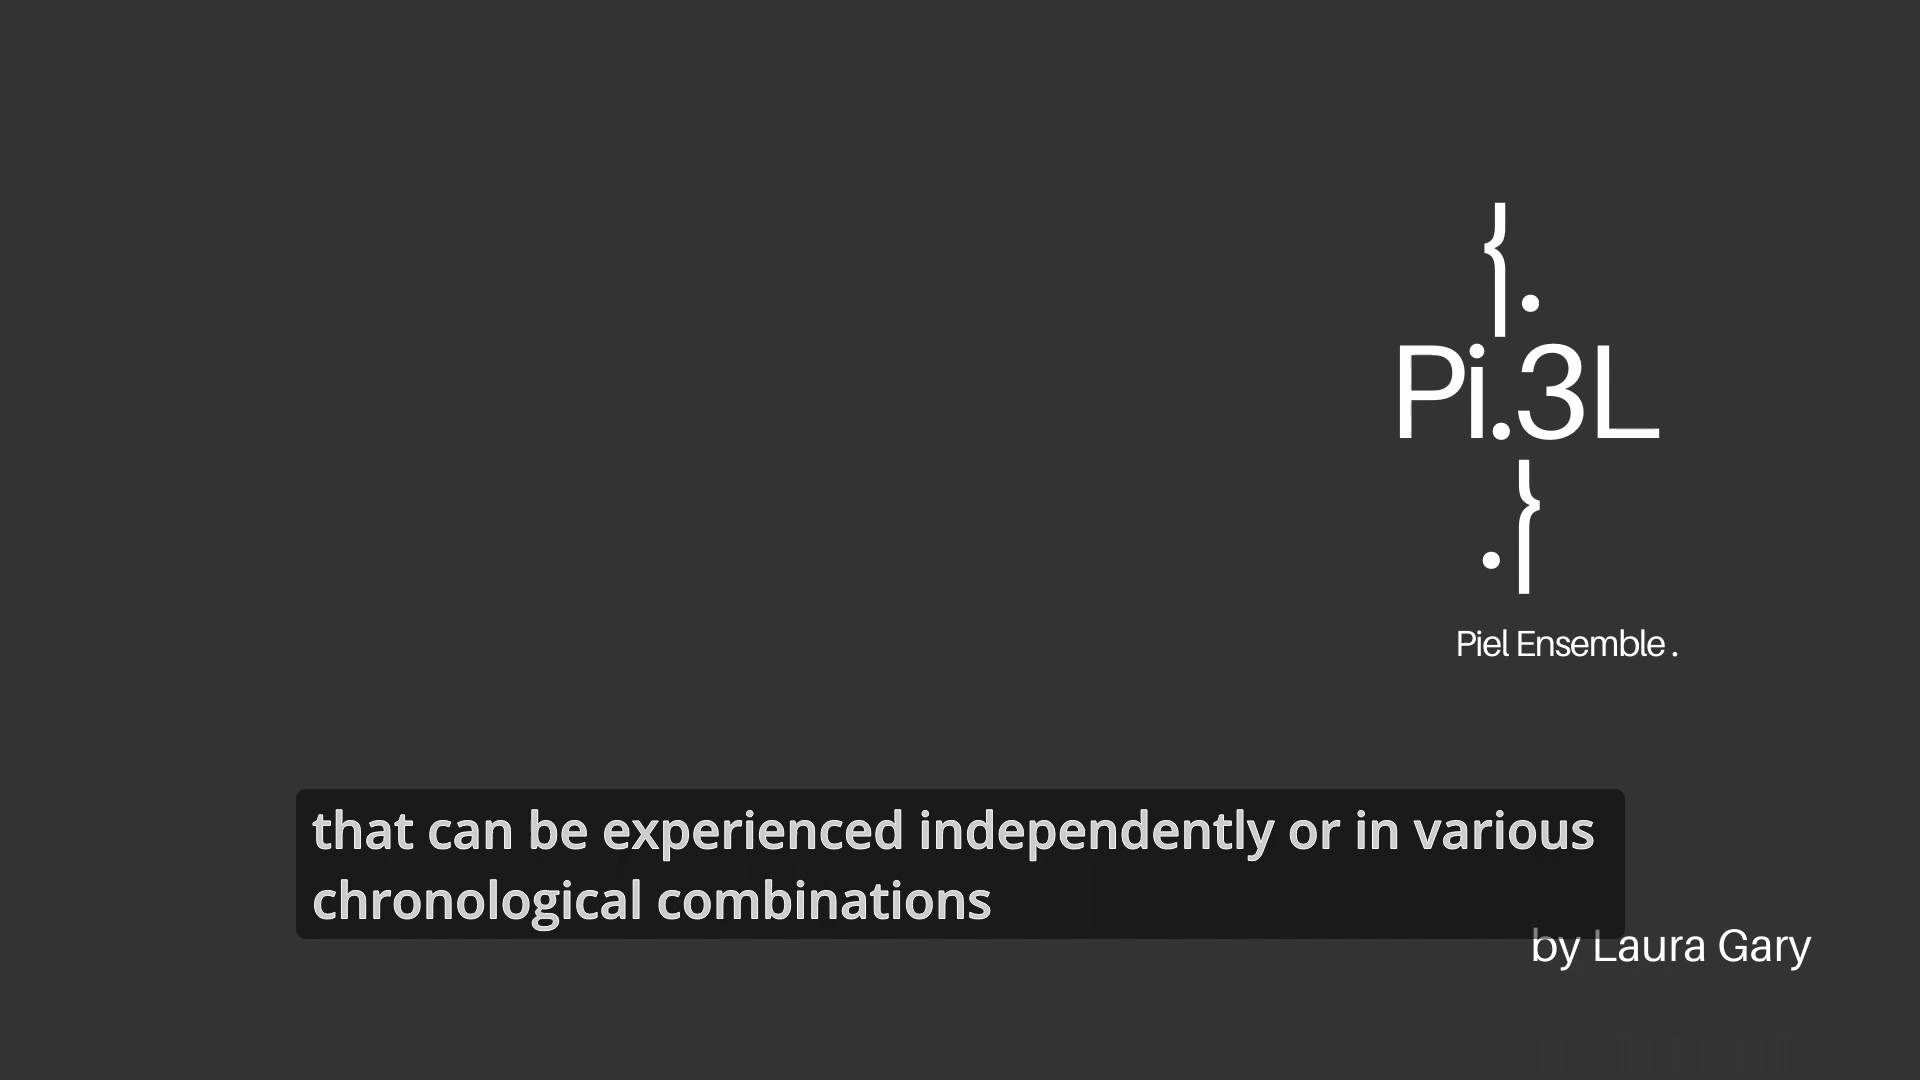 {.
Pi.3L
.}
Piel Ensemble .
that can be experienced independently or in various
chronological combinations
by Laura Gary